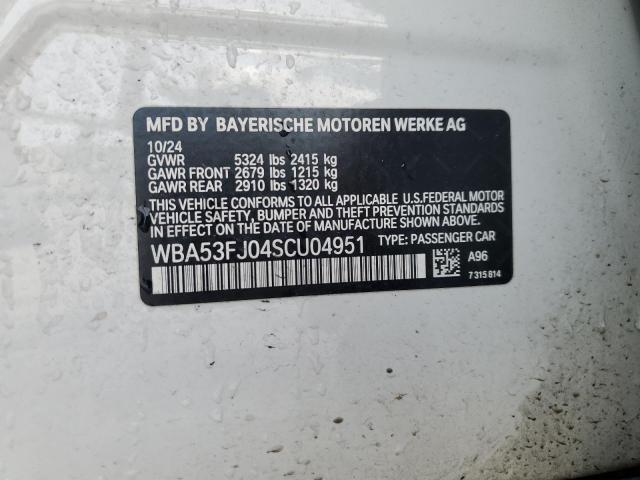 MFD BY BAYERISCHE MOTOREN WERKE AG
10/24
GVWR 5324 lbs 2415 kg
GAWR FRONT 2679 lbs 1215 kg
GAWR REAR 2910 lbs 1320 kg
THIS VEHICLE CONFORMS TO ALL APPLICABLE U.S.FEDERAL MOTOR
VEHICLE SAFETY, BUMPER AND THEFT PREVENTION STANDARDS
IN EFFECT ON THE DATE OF MANUFACTURE SHOWN ABOVE.
WBA53FJ04SCU04951 TYPE: PASSENGER CAR
A96
7 315 814